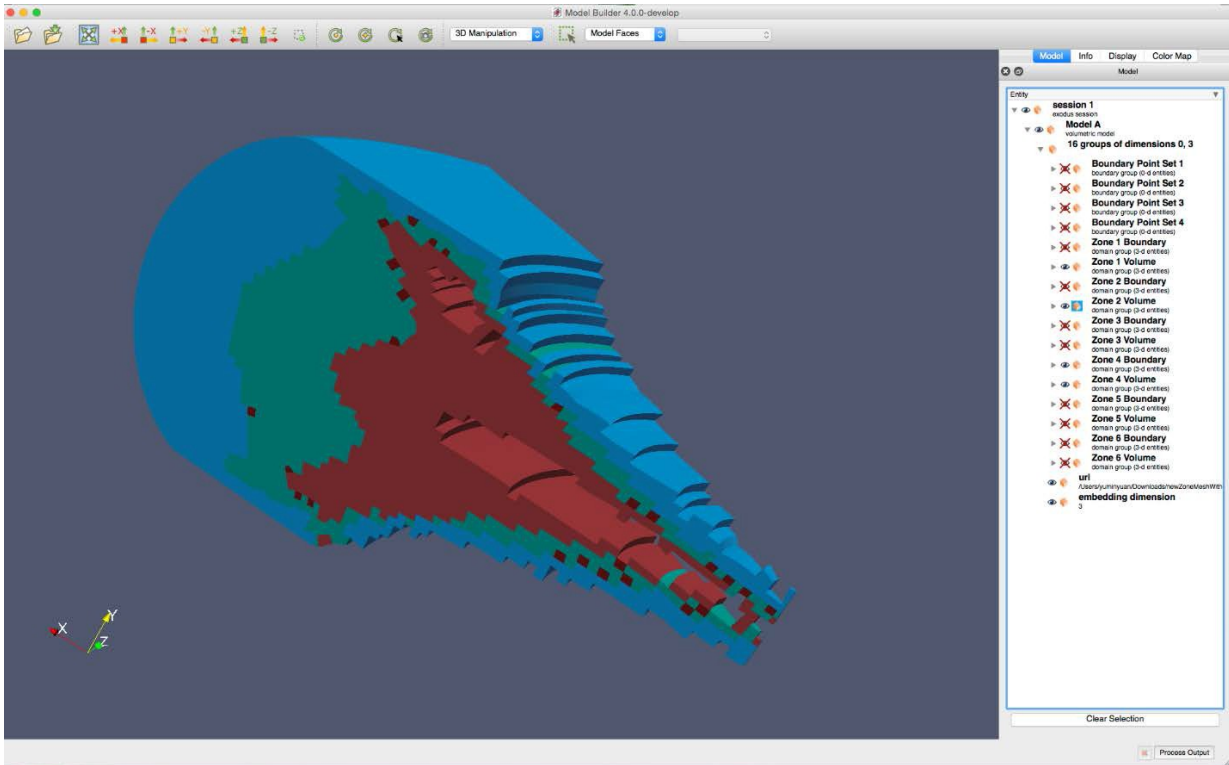 Model Builder 4.0.0-develop
+X -X +Y -Y +Z -Z
3D Manipulation
Model Faces
Model Info Display Color Map
Model
Entity
session 1
exodus session
Model A
volumetric model
16 groups of dimensions 0, 3
Boundary Point Set 1
boundary group (0-d entities)
Boundary Point Set 2
boundary group (0-d entities)
Boundary Point Set 3
boundary group (0-d entities)
Boundary Point Set 4
boundary group (0-d entities)
Zone 1 Boundary
domain group (3-d entities)
Zone 1 Volume
domain group (3-d entities)
Zone 2 Boundary
domain group (3-d entities)
Zone 2 Volume
domain group (3-d entities)
Zone 3 Boundary
domain group (3-d entities)
Zone 3 Volume
domain group (3-d entities)
Zone 4 Boundary
domain group (3-d entities)
Zone 4 Volume
domain group (3-d entities)
Zone 5 Boundary
domain group (3-d entities)
Zone 5 Volume
domain group (3-d entities)
Zone 6 Boundary
domain group (3-d entities)
Zone 6 Volume
domain group (3-d entities)
url
/Users/yuminyuan/Downloads/newZoneMeshWith
embedding dimension
3
Y
X
Z
Clear Selection
Process Output